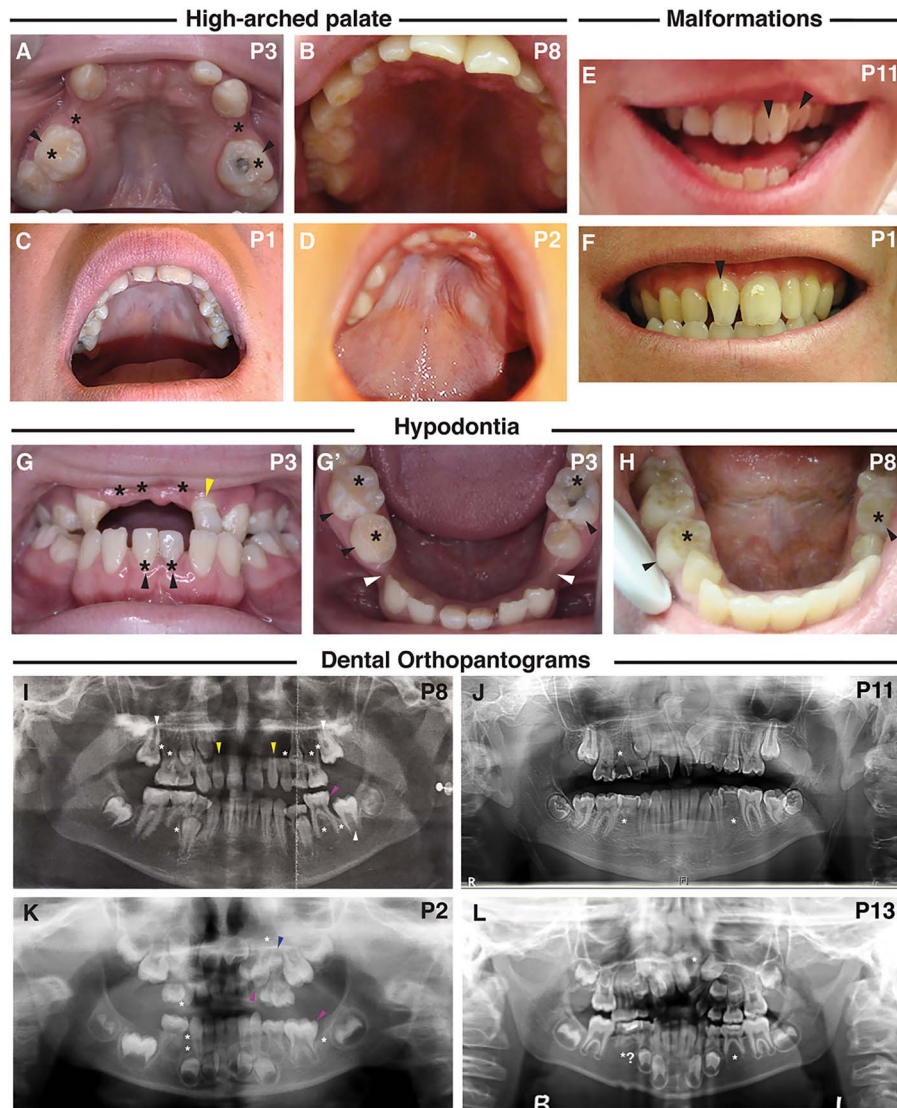 High-arched palate
Malformations
A P3
B P8
E P11
C P1
D P2
F P1
Hypodontia
G P3
G' P3
H P8
Dental Orthopantograms
I P8
J P11
R
K P2
L P13
*?
R L